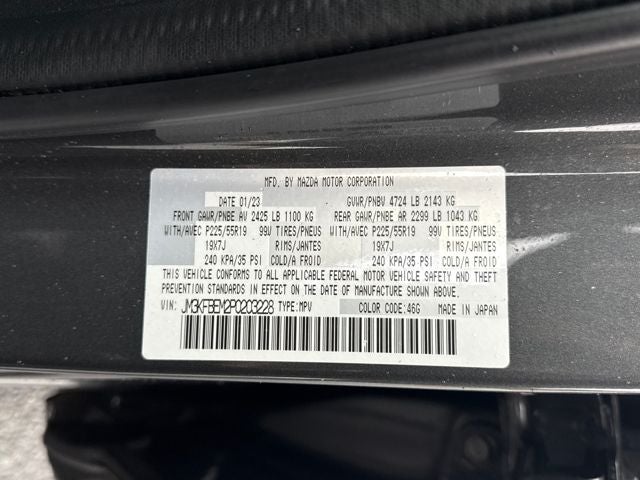 MFD. BY MAZDA MOTOR CORPORATION
DATE 01/23 GVWR/PNBV 4724 LB 2143 KG
FRONT GAWR/PNBE AV 2425 LB 1100 KG REAR GAWR/PNBE AR 2299 LB 1043 KG
WITH/AVEC P225/55R19 99V TIRES/PNEUS WITH/AVEC P225/55R19 99V TIRES/PNEUS
19X7J RIMS/JANTES 19X7J RIMS/JANTES
240 KPA/35 PSI COLD/A FROID 240 KPA/35 PSI COLD/A FROID
THIS VEHICLE CONFORMS TO ALL APPLICABLE FEDERAL MOTOR VEHICLE SAFETY AND THEFT
PREVENTION STANDARDS IN EFFECT ON DATE OF MANUFACTURE SHOWN ABOVE.
VIN: JM3KFBEM2P0203228 TYPE:MPV COLOR CODE:46G MADE IN JAPAN